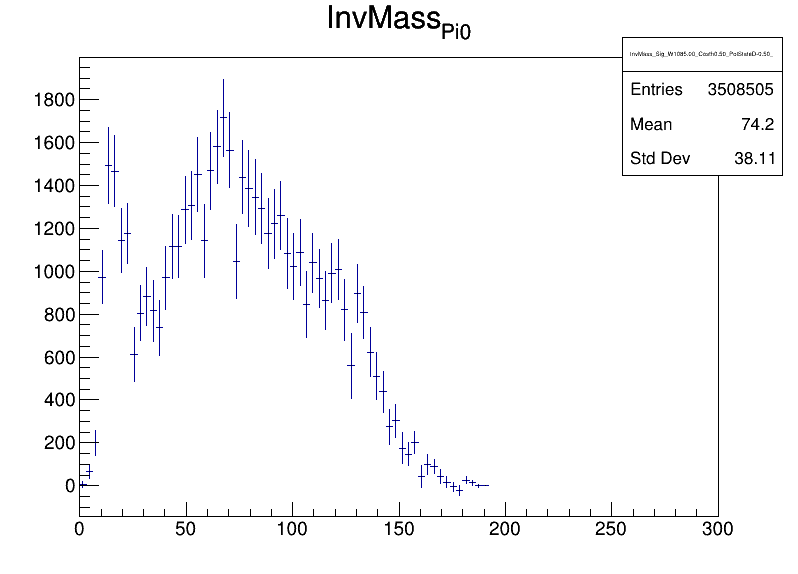 InvMass_Pi0
InvMass_Sig_W1085.00_Costh0.50_PolStateD-0.50_
Entries 3508505
Mean 74.2
Std Dev 38.11
1800
1600
1400
1200
1000
800
600
400
200
0
0 50 100 150 200 250 300